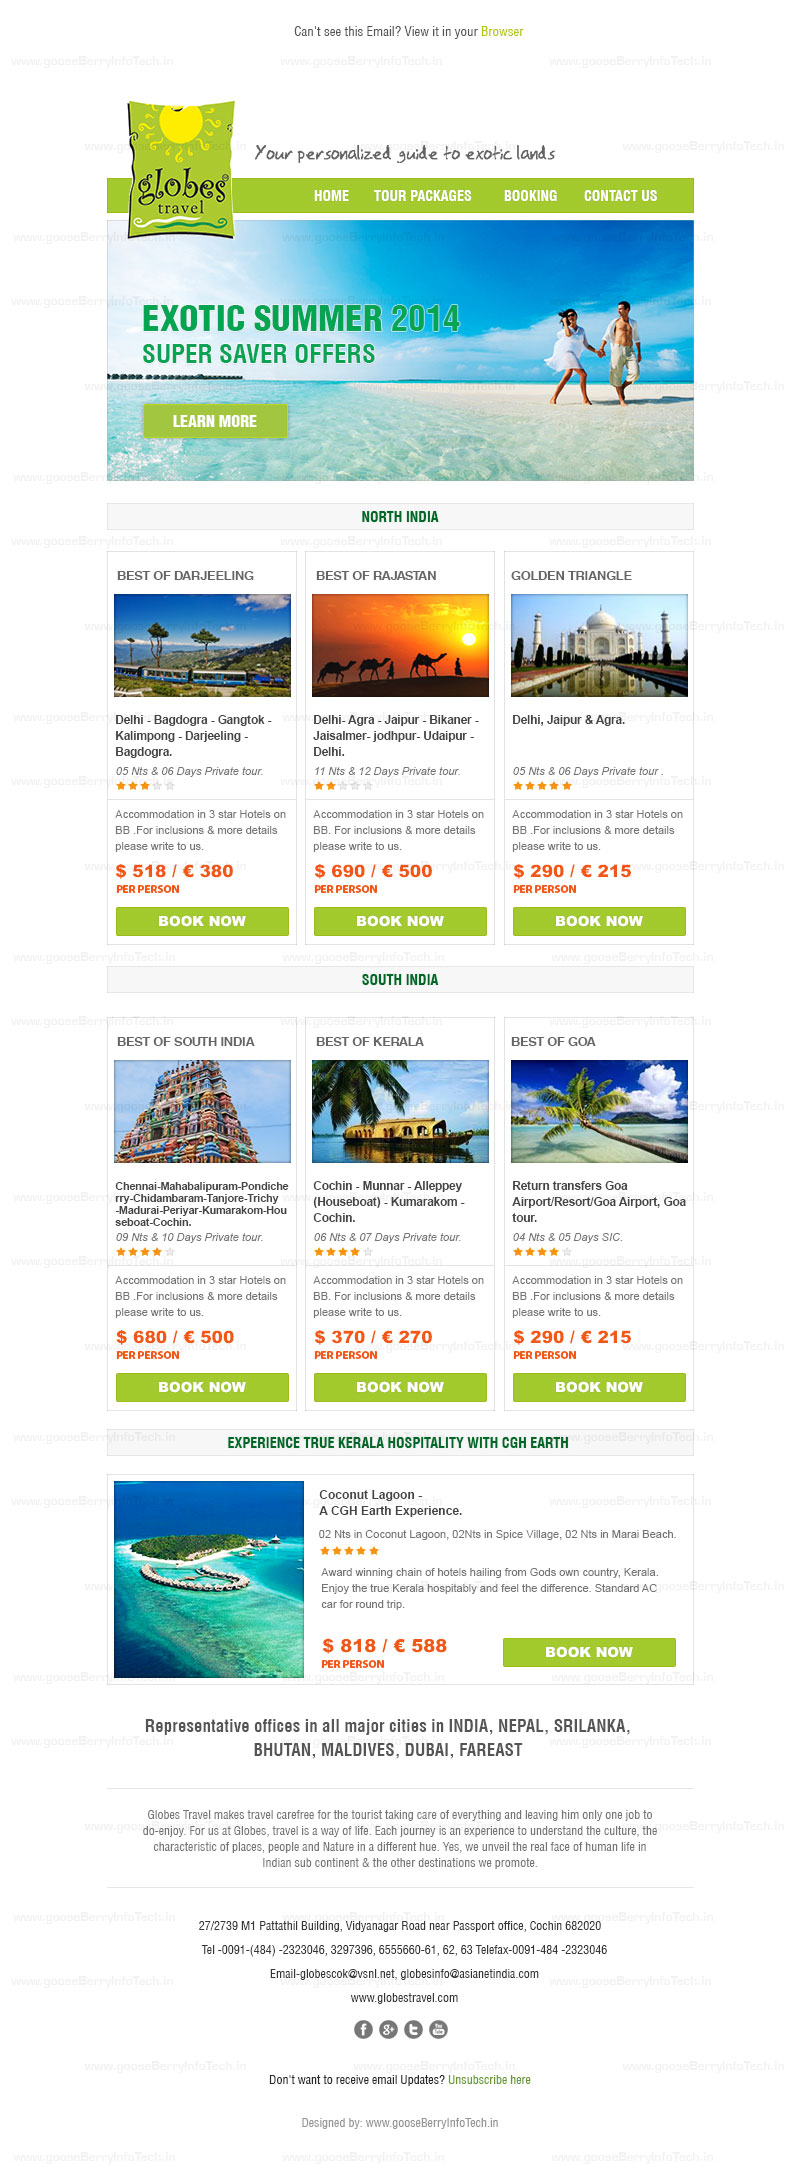 Can't see this Email? View it in your Browser
Your personalized guide to exotic lands
globes
travel
HOME TOUR PACKAGES BOOKING CONTACT US
EXOTIC SUMMER 2014
SUPER SAVER OFFERS
LEARN MORE
NORTH INDIA
BEST OF DARJEELING
Delhi - Bagdogra - Gangtok -
Kalimpong - Darjeeling -
Bagdogra.
05 Nts & 06 Days Private tour.
Accommodation in 3 star Hotels on
BB .For inclusions & more details
please write to us.
$ 518 / € 380
PER PERSON
BOOK NOW
BEST OF RAJASTAN
Delhi- Agra - Jaipur - Bikaner -
Jaisalmer- jodhpur- Udaipur -
Delhi.
11 Nts & 12 Days Private tour.
Accommodation in 3 star Hotels on
BB. For inclusions & more details
please write to us.
$ 690 / € 500
PER PERSON
BOOK NOW
GOLDEN TRIANGLE
Delhi, Jaipur & Agra.
05 Nts & 06 Days Private tour .
Accommodation in 3 star Hotels on
BB .For inclusions & more details
please write to us.
$ 290 / € 215
PER PERSON
BOOK NOW
SOUTH INDIA
BEST OF SOUTH INDIA
Chennai-Mahabalipuram-Pondiche
rry-Chidambaram-Tanjore-Trichy
-Madurai-Periyar-Kumarakom-Hou
seboat-Cochin.
09 Nts & 10 Days Private tour.
Accommodation in 3 star Hotels on
BB .For inclusions & more details
please write to us.
$ 680 / € 500
PER PERSON
BOOK NOW
BEST OF KERALA
Cochin - Munnar - Alleppey
(Houseboat) - Kumarakom -
Cochin.
06 Nts & 07 Days Private tour.
Accommodation in 3 star Hotels on
BB. For inclusions & more details
please write to us.
$ 370 / € 270
PER PERSON
BOOK NOW
BEST OF GOA
Return transfers Goa
Airport/Resort/Goa Airport, Goa
tour.
04 Nts & 05 Days SIC.
Accommodation in 3 star Hotels on
BB .For inclusions & more details
please write to us.
$ 290 / € 215
PER PERSON
BOOK NOW
EXPERIENCE TRUE KERALA HOSPITALITY WITH CGH EARTH
Coconut Lagoon -
A CGH Earth Experience.
02 Nts in Coconut Lagoon, 02Nts in Spice Village, 02 Nts in Marai Beach.
Award winning chain of hotels hailing from Gods own country, Kerala.
Enjoy the true Kerala hospitably and feel the difference. Standard AC
car for round trip.
$ 818 / € 588
PER PERSON
BOOK NOW
Representative offices in all major cities in INDIA, NEPAL, SRILANKA,
BHUTAN, MALDIVES, DUBAI, FAREAST
Globes Travel makes travel carefree for the tourist taking care of everything and leaving him only one job to
do-enjoy. For us at Globes, travel is a way of life. Each journey is an experience to understand the culture, the
characteristic of places, people and Nature in a different hue. Yes, we unveil the real face of human life in
Indian sub continent & the other destinations we promote.
27/2739 M1 Pattathil Building, Vidyanagar Road near Passport office, Cochin 682020
Tel -0091-(484) -2323046, 3297396, 6555660-61, 62, 63 Telefax-0091-484 -2323046
Email-globescok@vsnl.net, globesinfo@asianetindia.com
www.globestravel.com
Don't want to receive email Updates? Unsubscribe here
Designed by: www.gooseBerryInfoTech.in